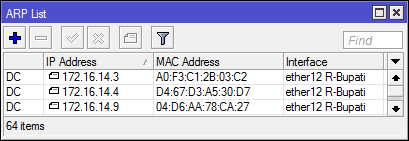 ARP List
Find
IP Address MAC Address Interface
DC 172.16.14.3 A0:F3:C1:2B:03:C2 ether12 R-Bupati
DC 172.16.14.4 D4:67:D3:A5:30:D7 ether12 R-Bupati
DC 172.16.14.9 04:D6:AA:78:CA:27 ether12 R-Bupati
64 items